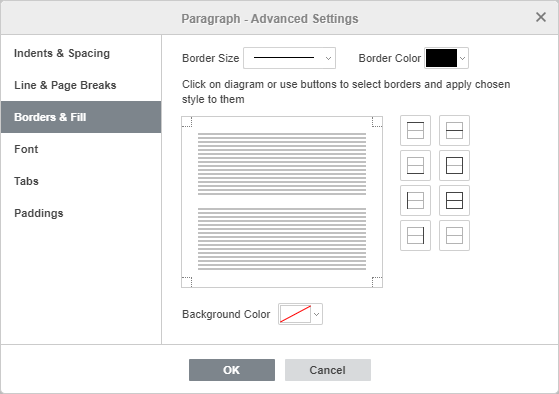 Paragraph - Advanced Settings
Indents & Spacing
Line & Page Breaks
Borders & Fill
Font
Tabs
Paddings
Border Size
Border Color
Click on diagram or use buttons to select borders and apply chosen
style to them
Background Color
OK
Cancel